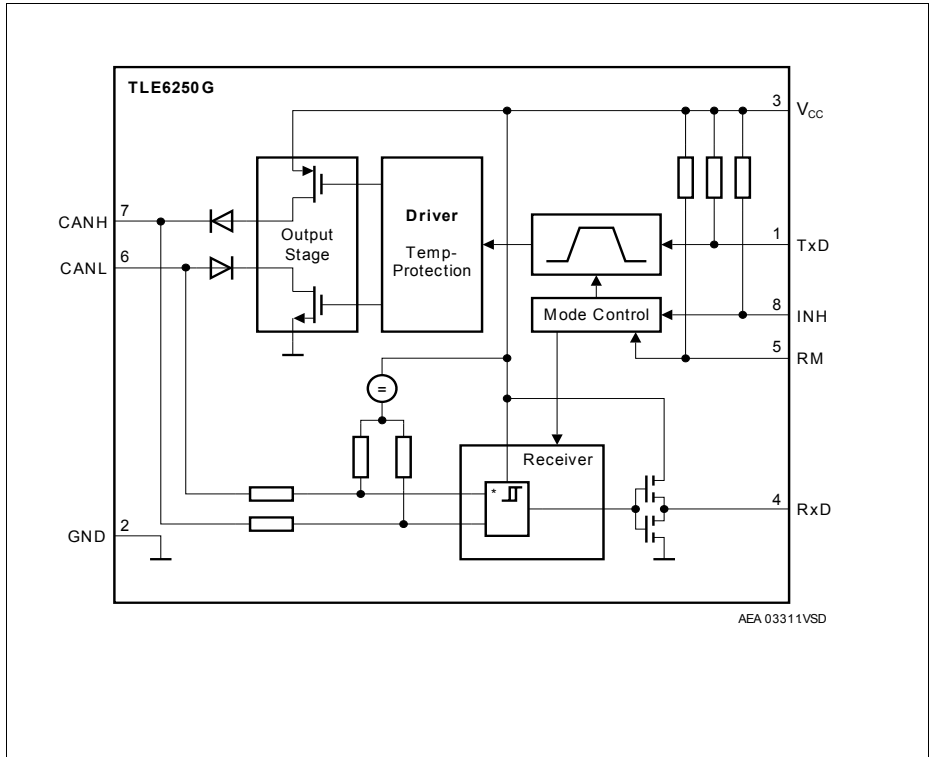 TLE6250G
3 V_CC
7
CANH
Driver
Output
Stage
1
TxD
6
CANL
Temp-
Protection
Mode Control
8
INH
5
RM
=
Receiver
*
4
RxD
2
GND
AEA 03311VSD